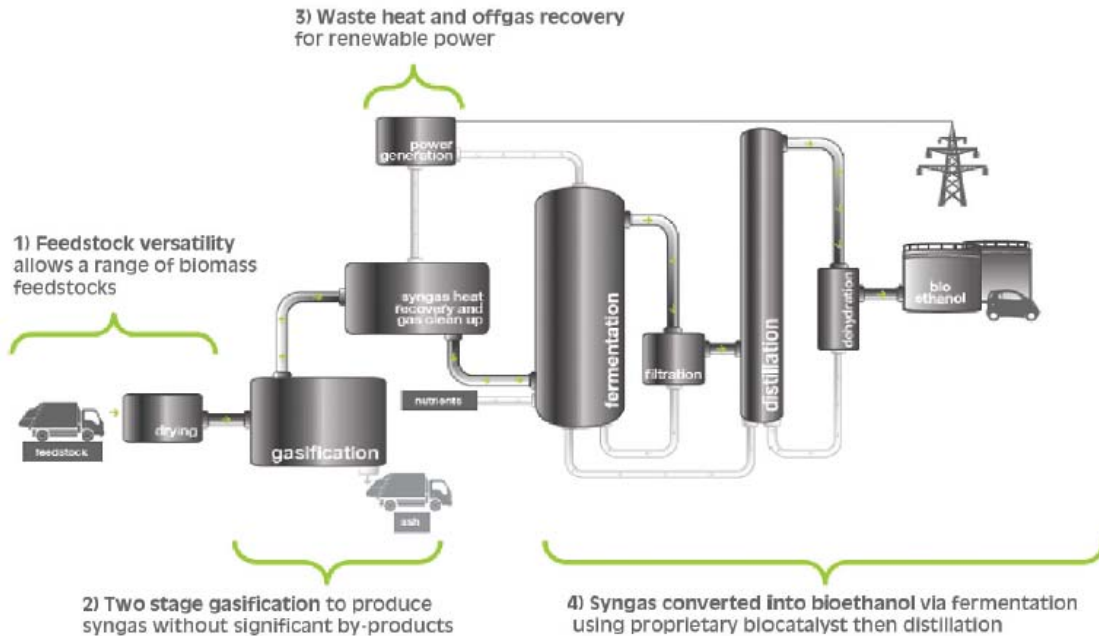 3) Waste heat and offgas recovery
for renewable power
power
generation
1) Feedstock versatility
allows a range of biomass
feedstocks
syngas heat
recovery and
gas clean up
fermentation
filtration
distillation
dehydration
bio
ethanol
nutrients
feedstock
drying
gasification
ash
2) Two stage gasification to produce
syngas without significant by-products
4) Syngas converted into bioethanol via fermentation
using proprietary biocatalyst then distillation